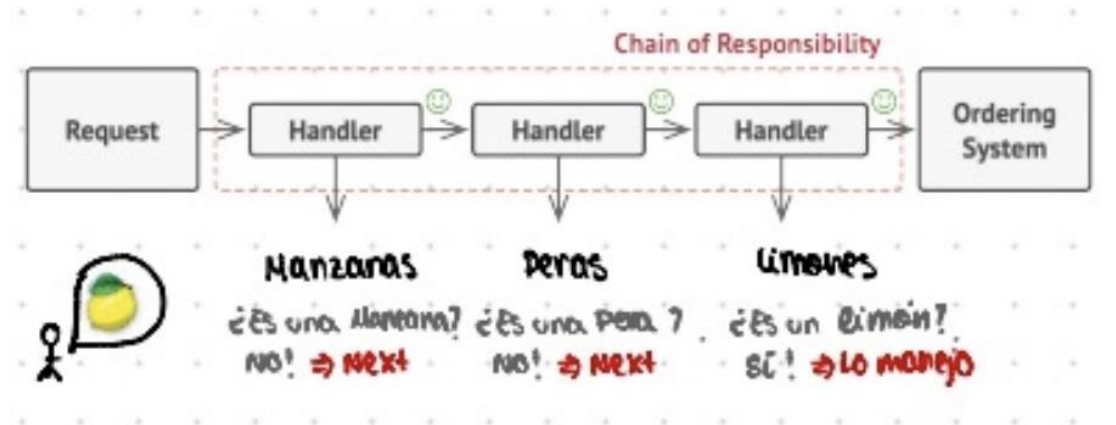 Chain of Responsibility
Request
Handler
Handler
Handler
Ordering
System
Manzanas
Peras
Limones
¿Es una Manzana?
¿Es una Pera?
¿Es un Limón?
NO! ⇒ Next
NO! ⇒ Next
SÍ! ⇒ Lo manejo